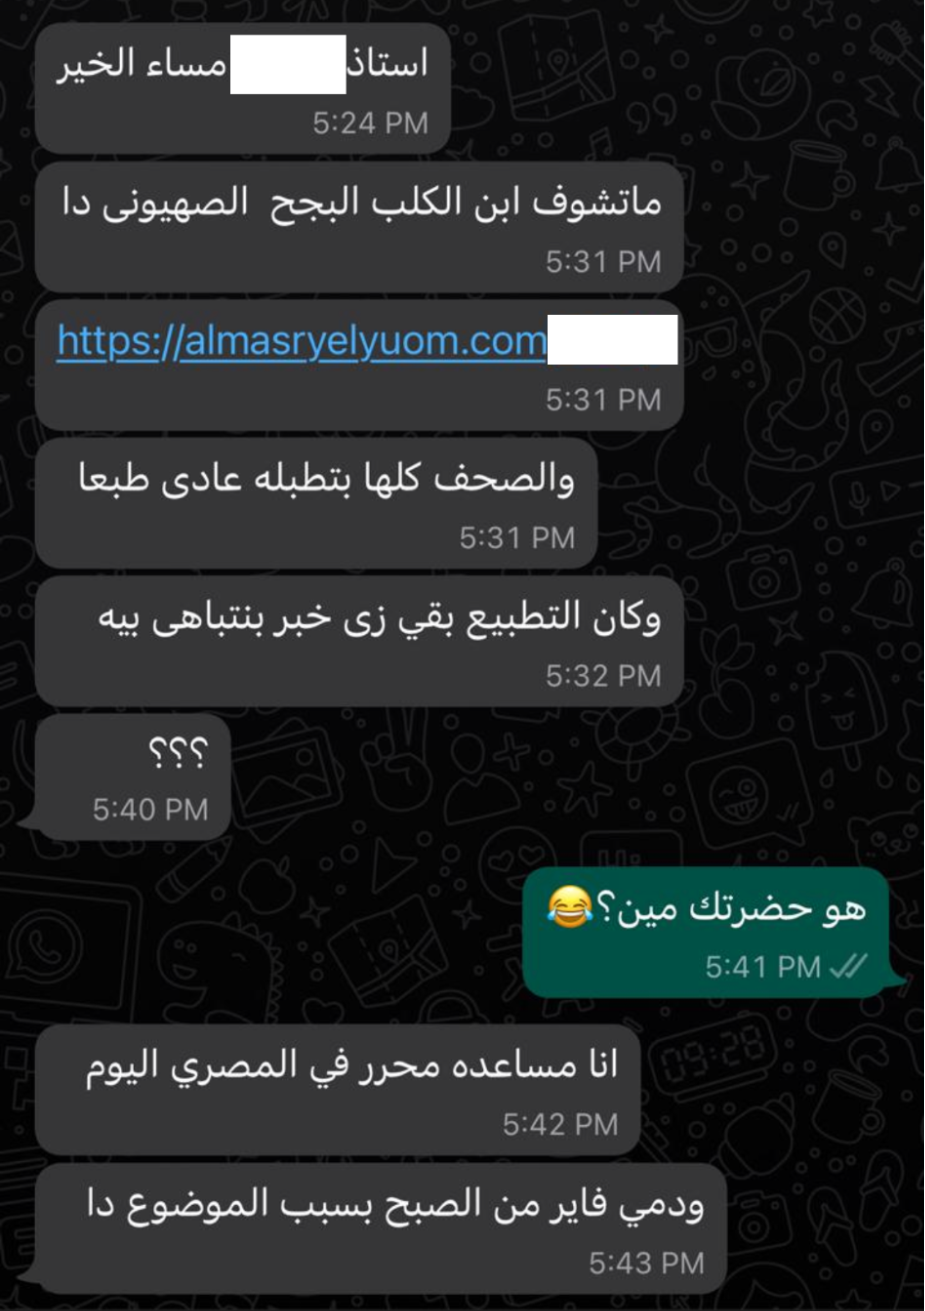 استاذ مساء الخير
5:24 PM
ماتشوف ابن الكلب البجح الصهيونى دا
5:31 PM
https://almasryelyuom.com
5:31 PM
والصحف كلها بتطبله عادى طبعا
5:31 PM
وكان التطبيع بقي زى خبر بنتباهى بيه
5:32 PM
؟؟؟
5:40 PM
هو حضرتك مين؟😂
5:41 PM
انا مساعده محرر في المصري اليوم
5:42 PM
ودمي فاير من الصبح بسبب الموضوع دا
5:43 PM